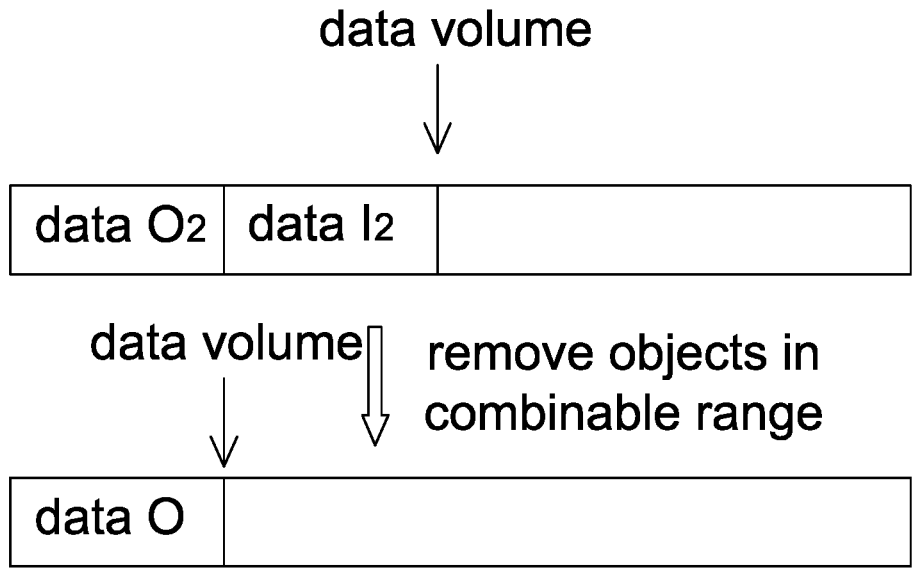 data volume
data O2
data I2
data volume
remove objects in
combinable range
data O